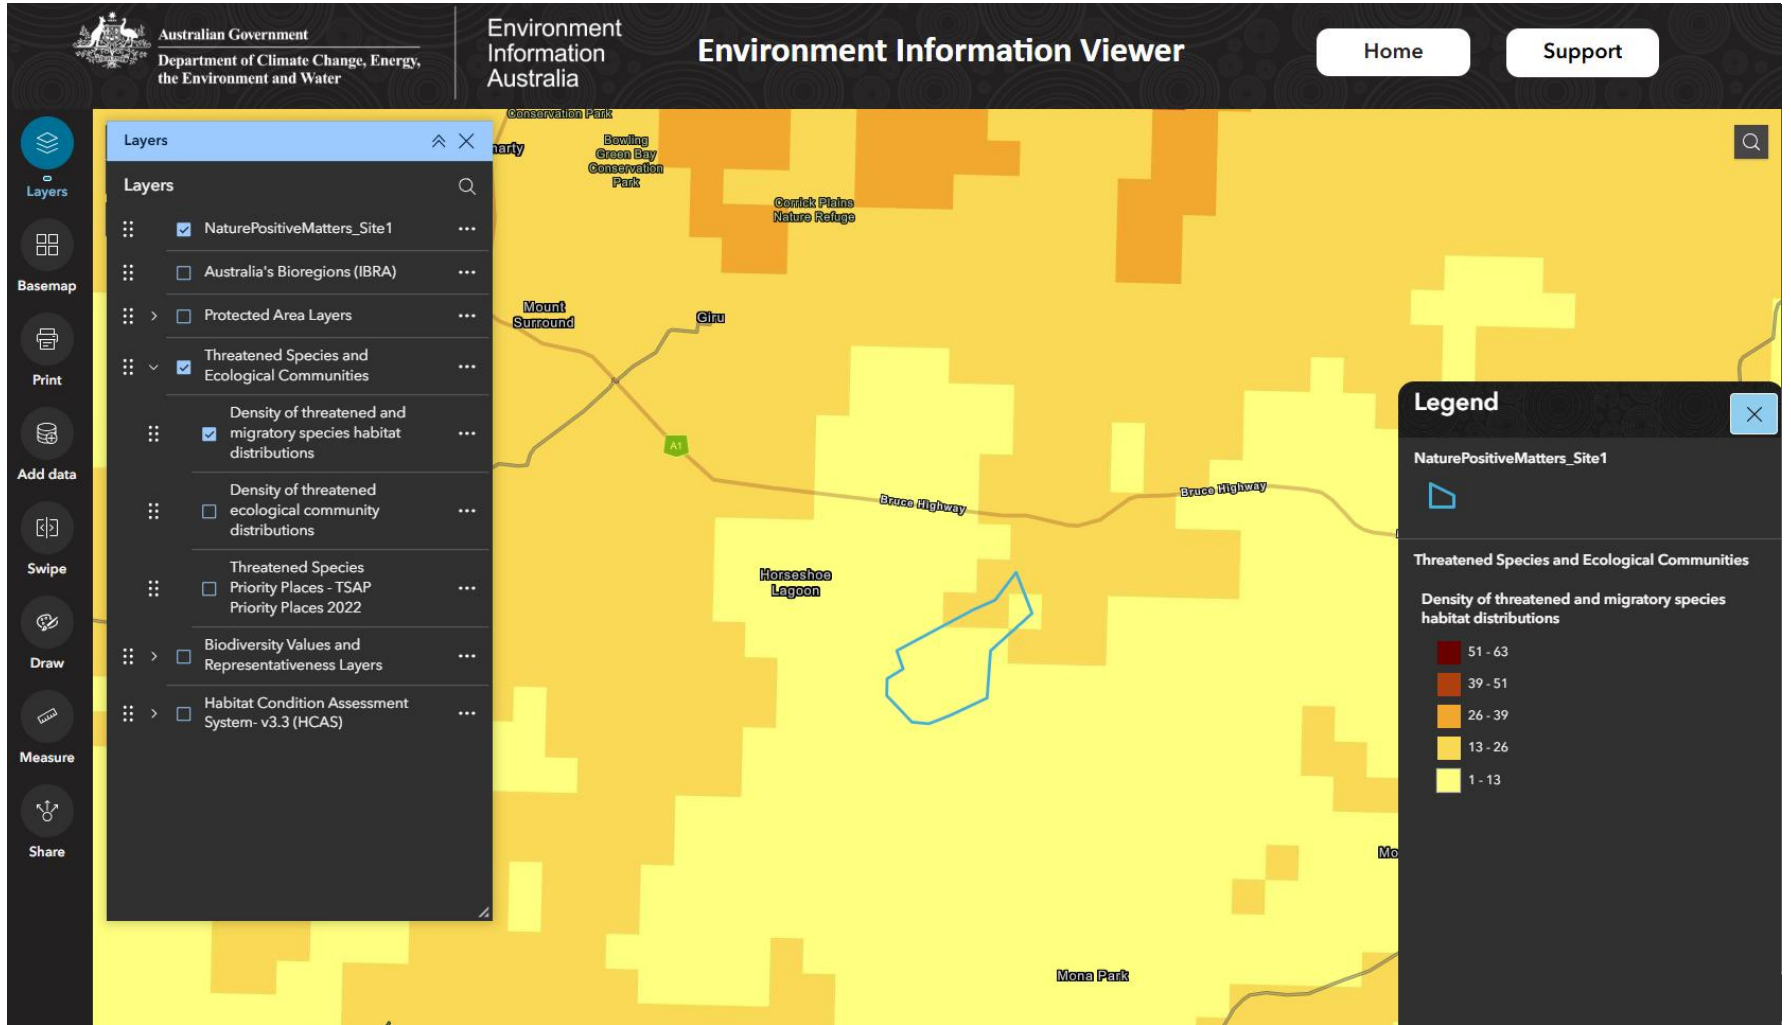 Australian Government
Department of Climate Change, Energy,
the Environment and Water
Environment
Information
Australia
Environment Information Viewer
Home
Support
Layers
Basemap
Print
Add data
Swipe
Draw
Measure
Share
Layers
Layers
NaturePositiveMatters_Site1
Australia's Bioregions (IBRA)
Protected Area Layers
Threatened Species and
Ecological Communities
Density of threatened and
migratory species habitat
distributions
Density of threatened
ecological community
distributions
Threatened Species
Priority Places - TSAP
Priority Places 2022
Biodiversity Values and
Representativeness Layers
Habitat Condition Assessment
System- v3.3 (HCAS)
Conservation Park
Bowling
Green Bay
Conservation
Park
Corrick Plains
Nature Refuge
Mount
Surround
Giru
A1
Bruce Highway
Bruce Highway
Horseshoe
Lagoon
Mona Park
Legend
NaturePositiveMatters_Site1
Threatened Species and Ecological Communities
Density of threatened and migratory species
habitat distributions
51 - 63
39 - 51
26 - 39
13 - 26
1 - 13